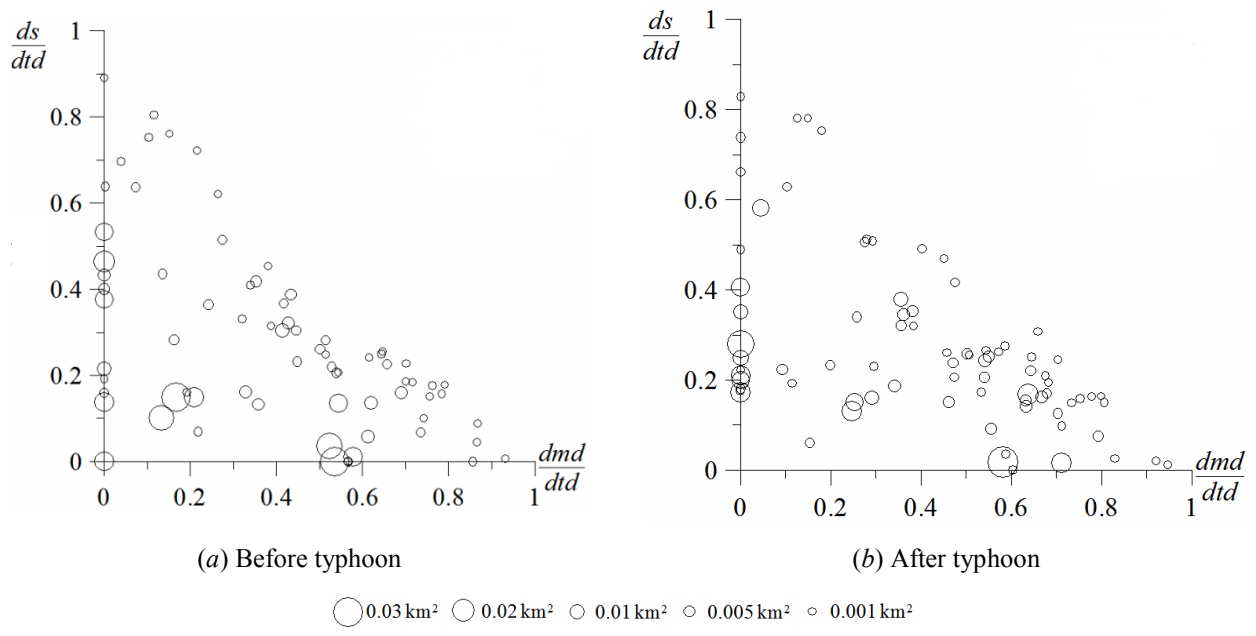 ds
dtd
1
0.8
0.6
0.4
0.2
0
0 0.2 0.4 0.6 0.8 1
dmd
dtd
(a) Before typhoon
ds
dtd
1
0.8
0.6
0.4
0.2
0
0 0.2 0.4 0.6 0.8 1
dmd
dtd
(b) After typhoon
0.03 km² 0.02 km² 0.01 km² 0.005 km² 0.001 km²